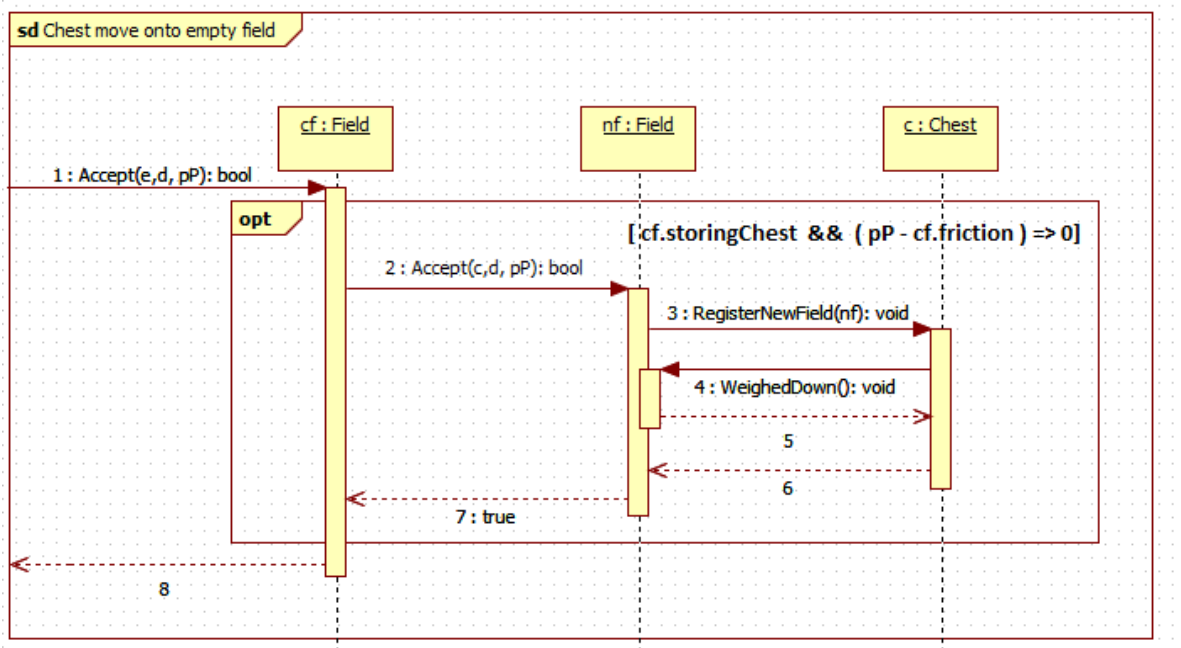 sd Chest move onto empty field
cf : Field
nf : Field
c : Chest
1 : Accept(e,d, pP): bool
opt
[ cf.storingChest && ( pP - cf.friction ) => 0]
2 : Accept(c,d, pP): bool
3 : RegisterNewField(nf): void
4 : WeighedDown(): void
5
6
7 : true
8